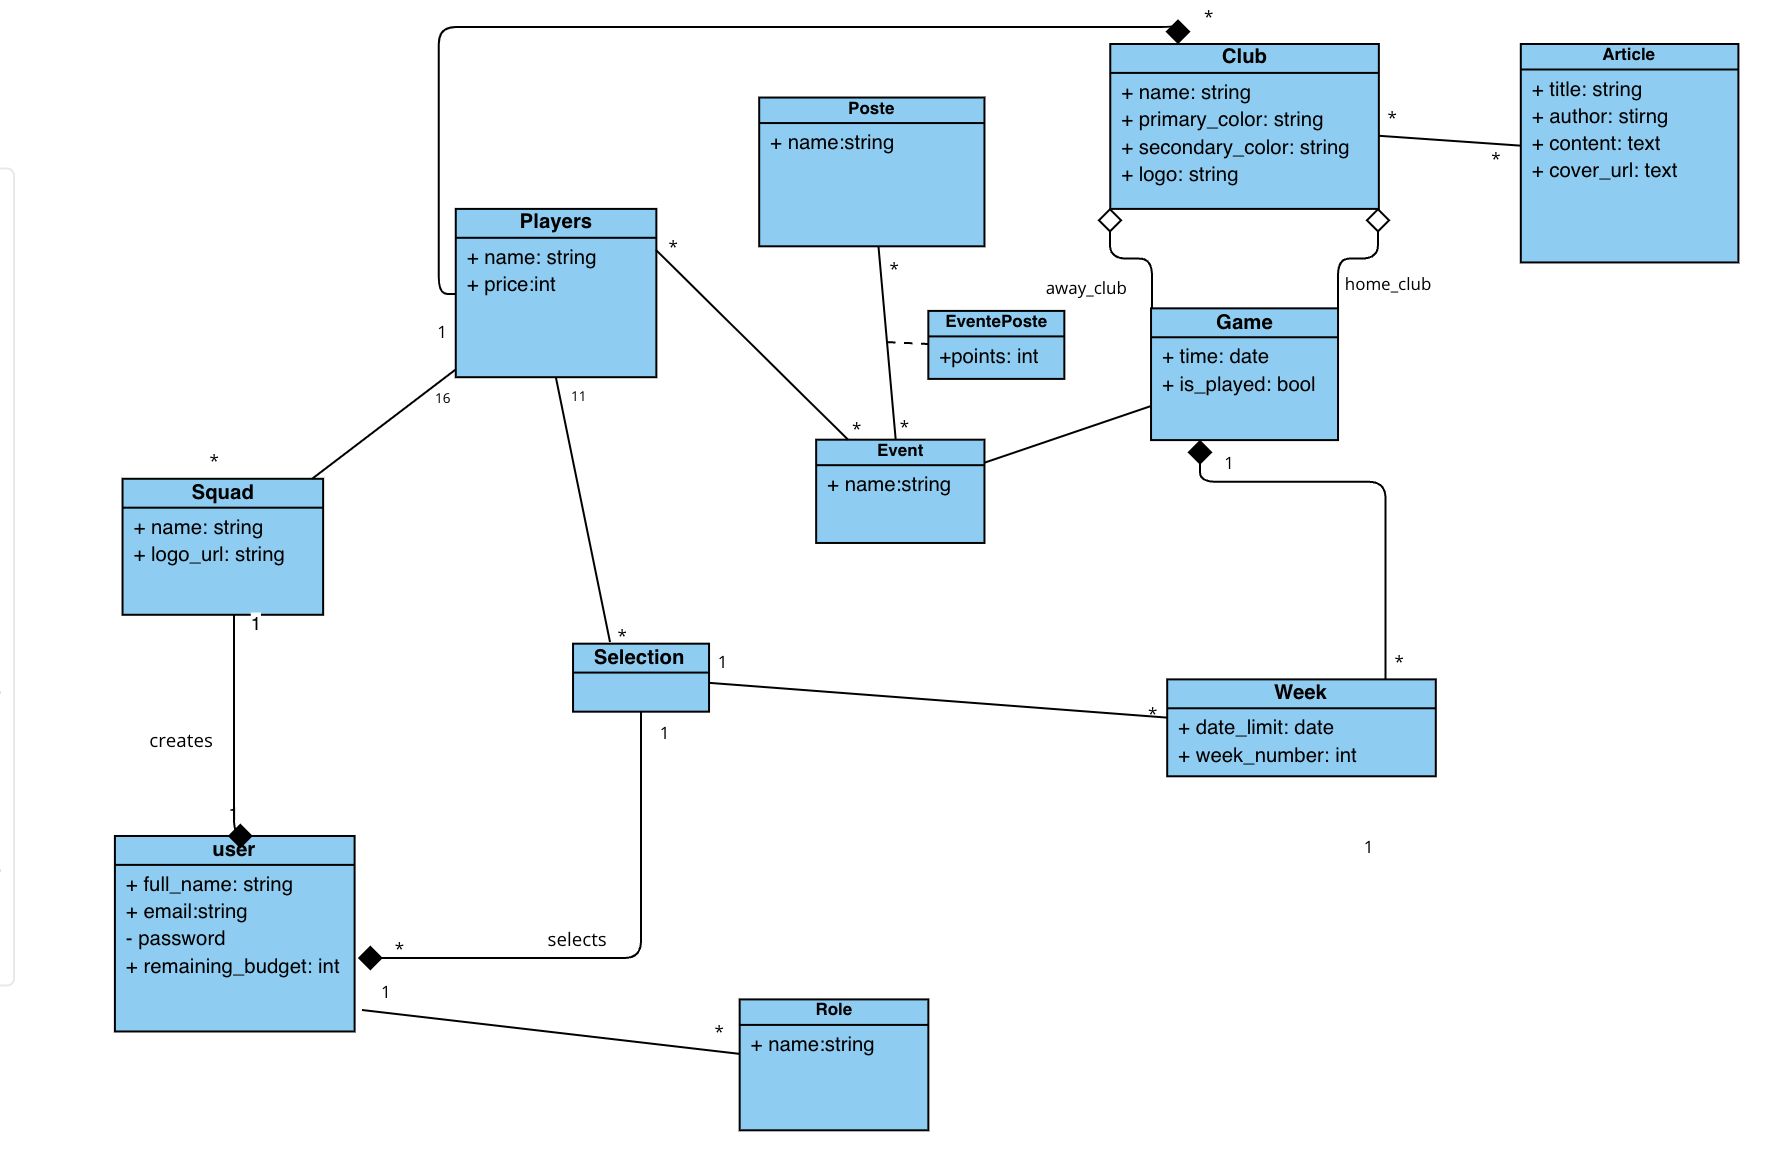 *
Club
+ name: string
+ primary_color: string
+ secondary_color: string
+ logo: string
Article
+ title: string
+ author: stirng
+ content: text
+ cover_url: text
*
*
Poste
+ name:string
Players
+ name: string
+ price:int
*
*
away_club
home_club
1
EventePoste
+points: int
Game
+ time: date
+ is_played: bool
16
11
*
*
Event
+ name:string
1
*
Squad
+ name: string
+ logo_url: string
1
*
Selection
1
*
*
Week
+ date_limit: date
+ week_number: int
1
creates
1
user
+ full_name: string
+ email:string
- password
+ remaining_budget: int
*
selects
1
*
Role
+ name:string